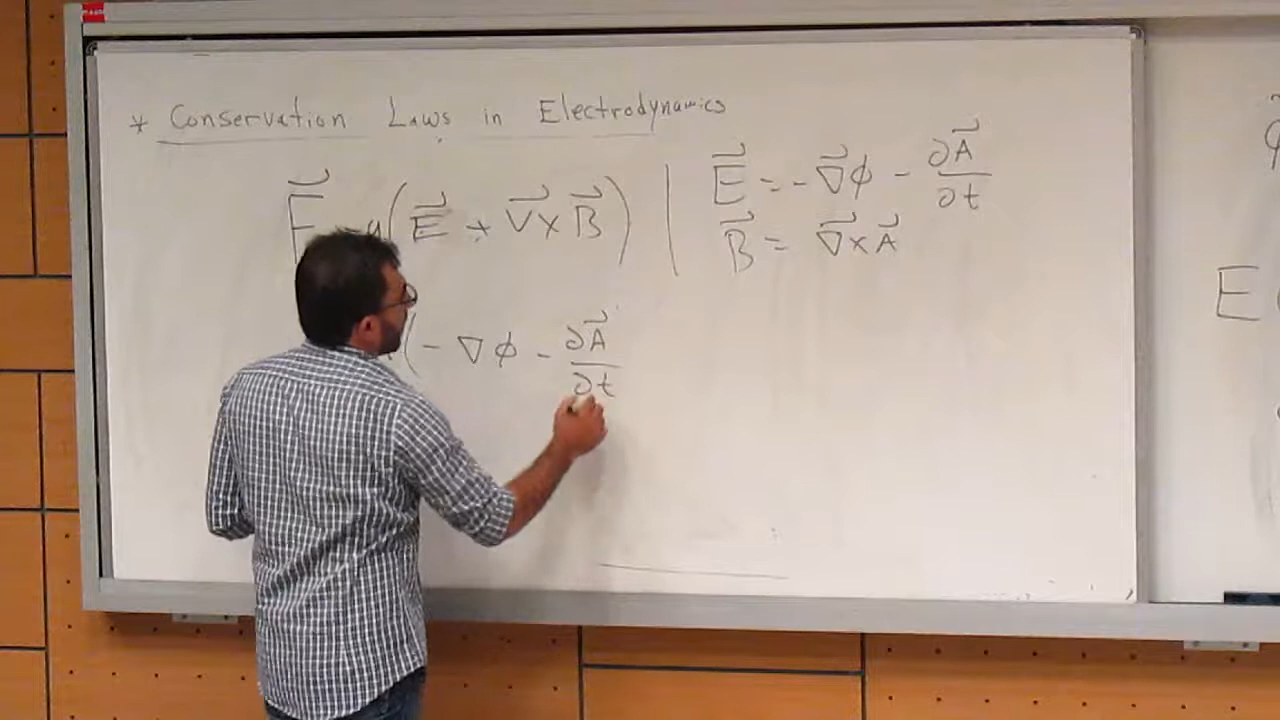 * Conservation Laws in Electrodynamics
F⃗ = q(E⃗ + v⃗ × B⃗) | E⃗ = -∇⃗φ - ∂A⃗/∂t
B⃗ = ∇⃗×A⃗
(-∇φ - ∂A⃗/∂t
E